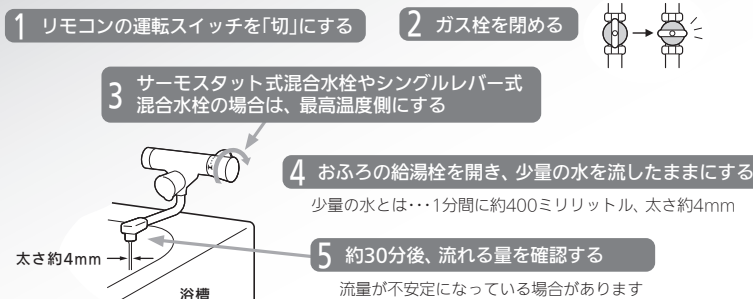 1 リモコンの運転スイッチを「切」にする
2 ガス栓を閉める
3 サーモスタット式混合水栓やシングルレバー式
混合水栓の場合は、最高温度側にする
4 おふろの給湯栓を開き、少量の水を流したままにする
少量の水とは･･･1分間に約400ミリリットル、太さ約4mm
5 約30分後、流れる量を確認する
流量が不安定になっている場合があります
太さ約4mm
浴槽